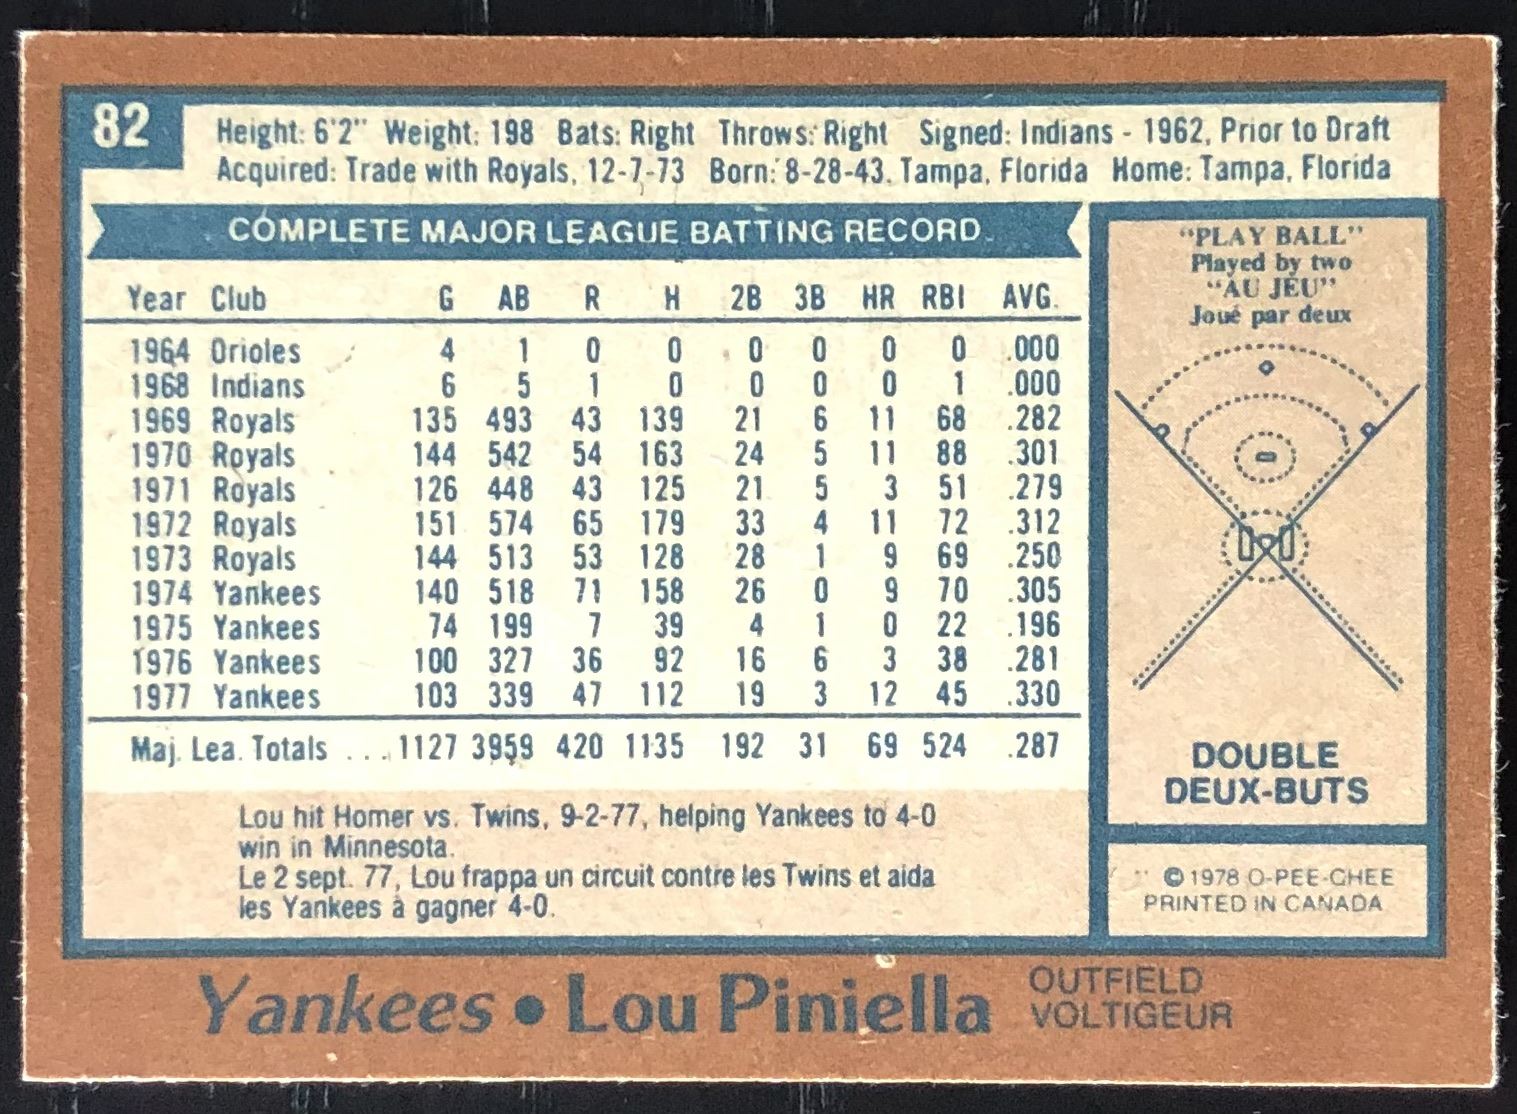 82
Height: 6'2" Weight: 198 Bats: Right Throws: Right Signed: Indians - 1962, Prior to Draft
Acquired: Trade with Royals, 12-7-73 Born: 8-28-43, Tampa, Florida Home: Tampa, Florida
COMPLETE MAJOR LEAGUE BATTING RECORD
Year Club G AB R H 2B 3B HR RBI AVG.
1964 Orioles 4 1 0 0 0 0 0 0 .000
1968 Indians 6 5 1 0 0 0 0 1 .000
1969 Royals 135 493 43 139 21 6 11 68 .282
1970 Royals 144 542 54 163 24 5 11 88 .301
1971 Royals 126 448 43 125 21 5 3 51 .279
1972 Royals 151 574 65 179 33 4 11 72 .312
1973 Royals 144 513 53 128 28 1 9 69 .250
1974 Yankees 140 518 71 158 26 0 9 70 .305
1975 Yankees 74 199 7 39 4 1 0 22 .196
1976 Yankees 100 327 36 92 16 6 3 38 .281
1977 Yankees 103 339 47 112 19 3 12 45 .330
Maj. Lea. Totals ... 1127 3959 420 1135 192 31 69 524 .287
Lou hit Homer vs. Twins, 9-2-77, helping Yankees to 4-0
win in Minnesota.
Le 2 sept. 77, Lou frappa un circuit contre les Twins et aida
les Yankees à gagner 4-0.
"PLAY BALL"
Played by two
"AU JEU"
Joué par deux
DOUBLE
DEUX-BUTS
© 1978 O-PEE-CHEE
PRINTED IN CANADA
Yankees • Lou Piniella
OUTFIELD
VOLTIGEUR